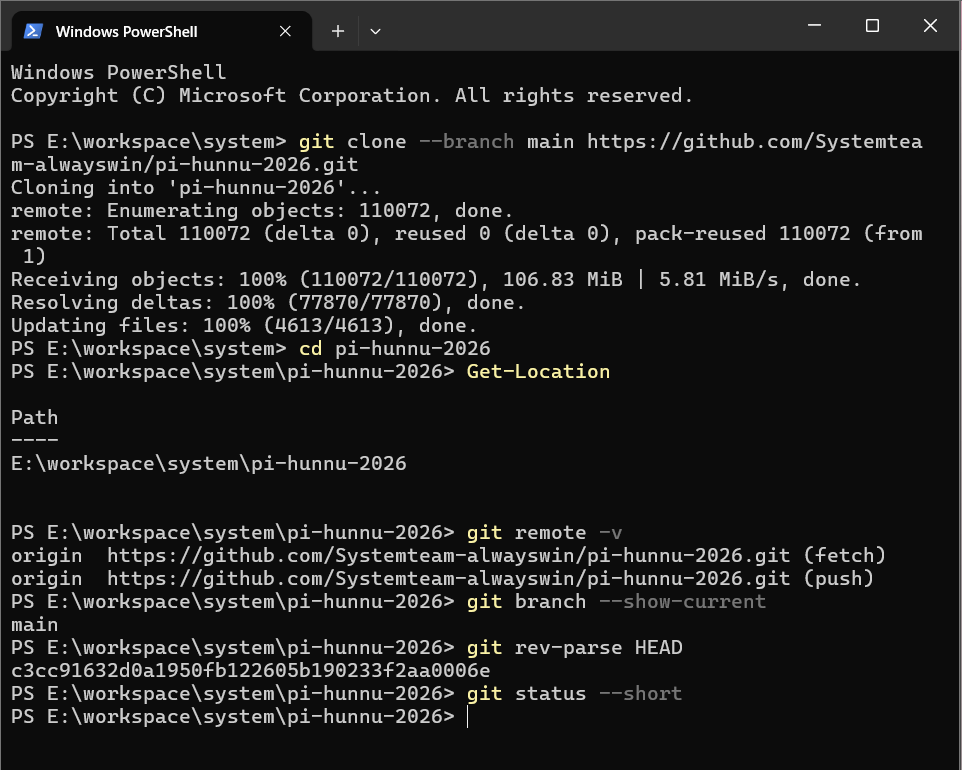 Windows PowerShell
Windows PowerShell
Copyright (C) Microsoft Corporation. All rights reserved.
PS E:\workspace\system> git clone --branch main https://github.com/Systemtea
m-alwayswin/pi-hunnu-2026.git
Cloning into 'pi-hunnu-2026'...
remote: Enumerating objects: 110072, done.
remote: Total 110072 (delta 0), reused 0 (delta 0), pack-reused 110072 (from
 1)
Receiving objects: 100% (110072/110072), 106.83 MiB | 5.81 MiB/s, done.
Resolving deltas: 100% (77870/77870), done.
Updating files: 100% (4613/4613), done.
PS E:\workspace\system> cd pi-hunnu-2026
PS E:\workspace\system\pi-hunnu-2026> Get-Location
Path
----
E:\workspace\system\pi-hunnu-2026
PS E:\workspace\system\pi-hunnu-2026> git remote -v
origin  https://github.com/Systemteam-alwayswin/pi-hunnu-2026.git (fetch)
origin  https://github.com/Systemteam-alwayswin/pi-hunnu-2026.git (push)
PS E:\workspace\system\pi-hunnu-2026> git branch --show-current
main
PS E:\workspace\system\pi-hunnu-2026> git rev-parse HEAD
c3cc91632d0a1950fb122605b190233f2aa0006e
PS E:\workspace\system\pi-hunnu-2026> git status --short
PS E:\workspace\system\pi-hunnu-2026>